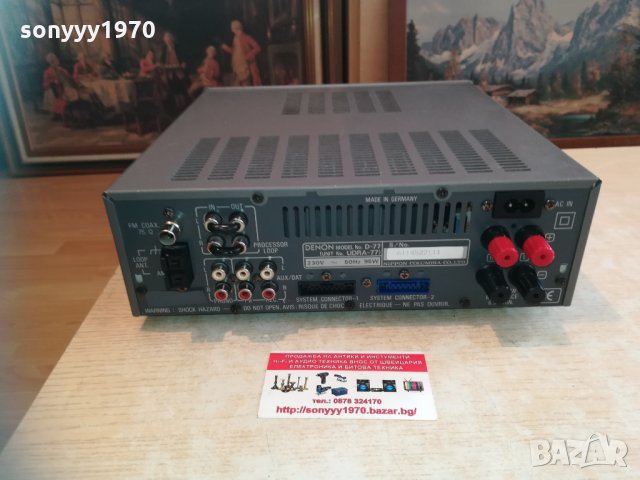 sonyyy1970
IN OUT
MADE IN GERMANY
AC IN
FM COAX
75 Ω
PROCESSOR
LOOP
DENON MODEL No. D-77 S/No.
(UNIT No. UDRA-77)
230V ~ 50Hz 95W
NIPPON COLUMBIA CO., LTD.
LOOP
ANT.
AUX/DAT
SYSTEM CONNECTOR-1 SYSTEM CONNECTOR-2
WARNING: SHOCK HAZARD - DO NOT OPEN. AVIS: RISQUE DE CHOC ELECTRIQUE - NE PAS OUVRIR.
ПРОДАЖБА НА АНТИКИ И ИНСТРУМЕНТИ
Hi-Fi И АУДИО ТЕХНИКА ВНОС ОТ ШВЕЙЦАРИЯ
ЕЛЕКТРОНИКА И БИТОВА ТЕХНИКА
тел.: 0878 324170
http://sonyyy1970.bazar.bg/
BAZAR